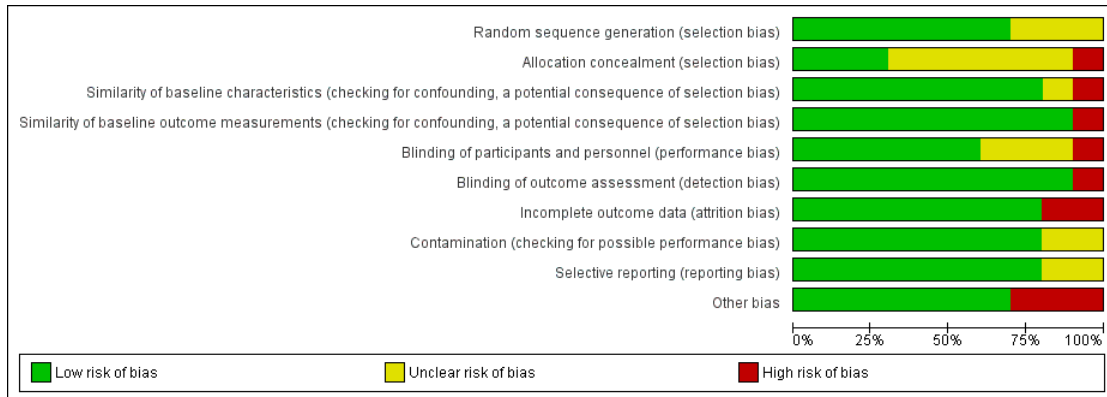 Random sequence generation (selection bias)
Allocation concealment (selection bias)
Similarity of baseline characteristics (checking for confounding, a potential consequence of selection bias)
Similarity of baseline outcome measurements (checking for confounding, a potential consequence of selection bias)
Blinding of participants and personnel (performance bias)
Blinding of outcome assessment (detection bias)
Incomplete outcome data (attrition bias)
Contamination (checking for possible performance bias)
Selective reporting (reporting bias)
Other bias
0% 25% 50% 75% 100%
Low risk of bias Unclear risk of bias High risk of bias